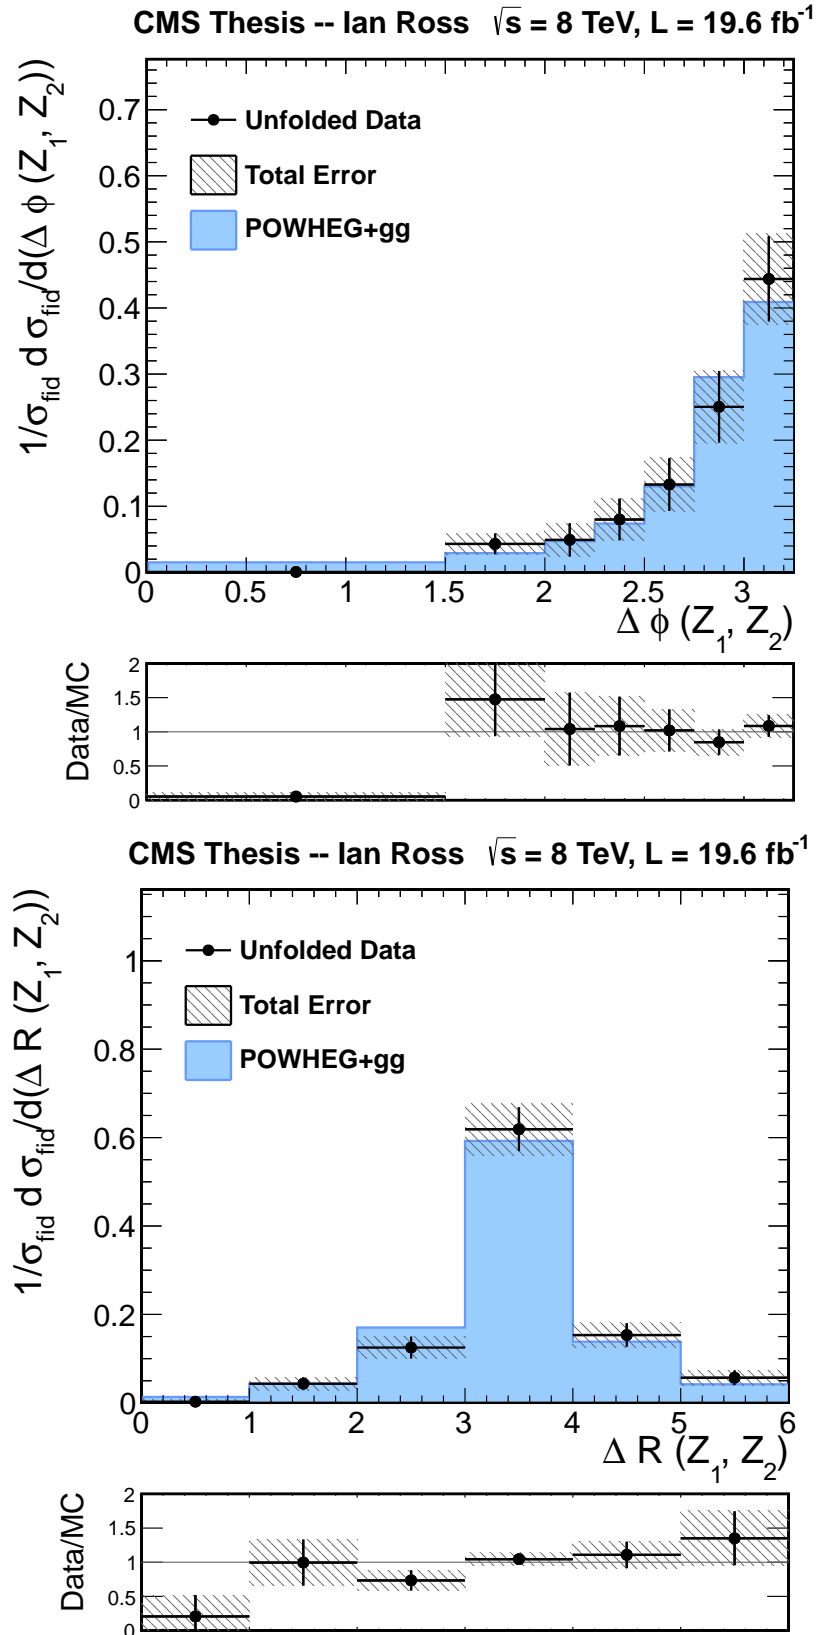 CMS Thesis -- Ian Ross √s = 8 TeV, L = 19.6 fb⁻¹
1/σ_fid d σ_fid/d(Δ ϕ (Z₁, Z₂))
0.7
0.6
0.5
0.4
0.3
0.2
0.1
0
Unfolded Data
Total Error
POWHEG+gg
0 0.5 1 1.5 2 2.5 3
Δ ϕ (Z₁, Z₂)
Data/MC
2
1.5
1
0.5
0
CMS Thesis -- Ian Ross √s = 8 TeV, L = 19.6 fb⁻¹
1/σ_fid d σ_fid/d(Δ R (Z₁, Z₂))
1
0.8
0.6
0.4
0.2
0
Unfolded Data
Total Error
POWHEG+gg
0 1 2 3 4 5 6
Δ R (Z₁, Z₂)
Data/MC
2
1.5
1
0.5
0